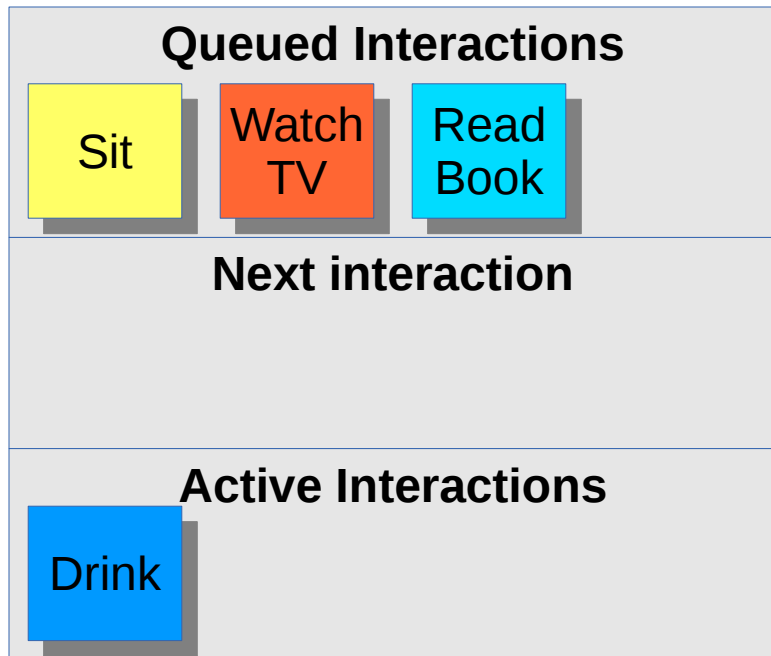 Queued Interactions
Sit
Watch
TV
Read
Book
Next interaction
Active Interactions
Drink